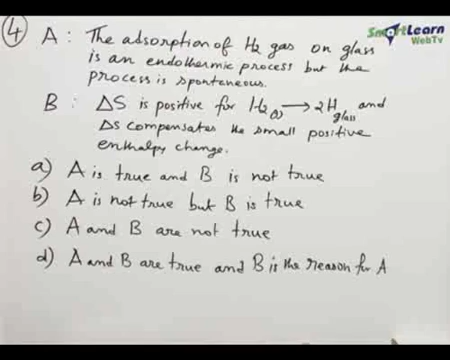 SmartLearn
WebTv
④ A : The adsorption of H₂ gas on glass
is an endothermic process but the
process is spontaneous.
B : ΔS is positive for H₂(g) → 2H glass and
ΔS compensates the small positive
enthalpy change.
a) A is true and B is not true
b) A is not true but B is true
c) A and B are not true
d) A and B are true and B is the reason for A